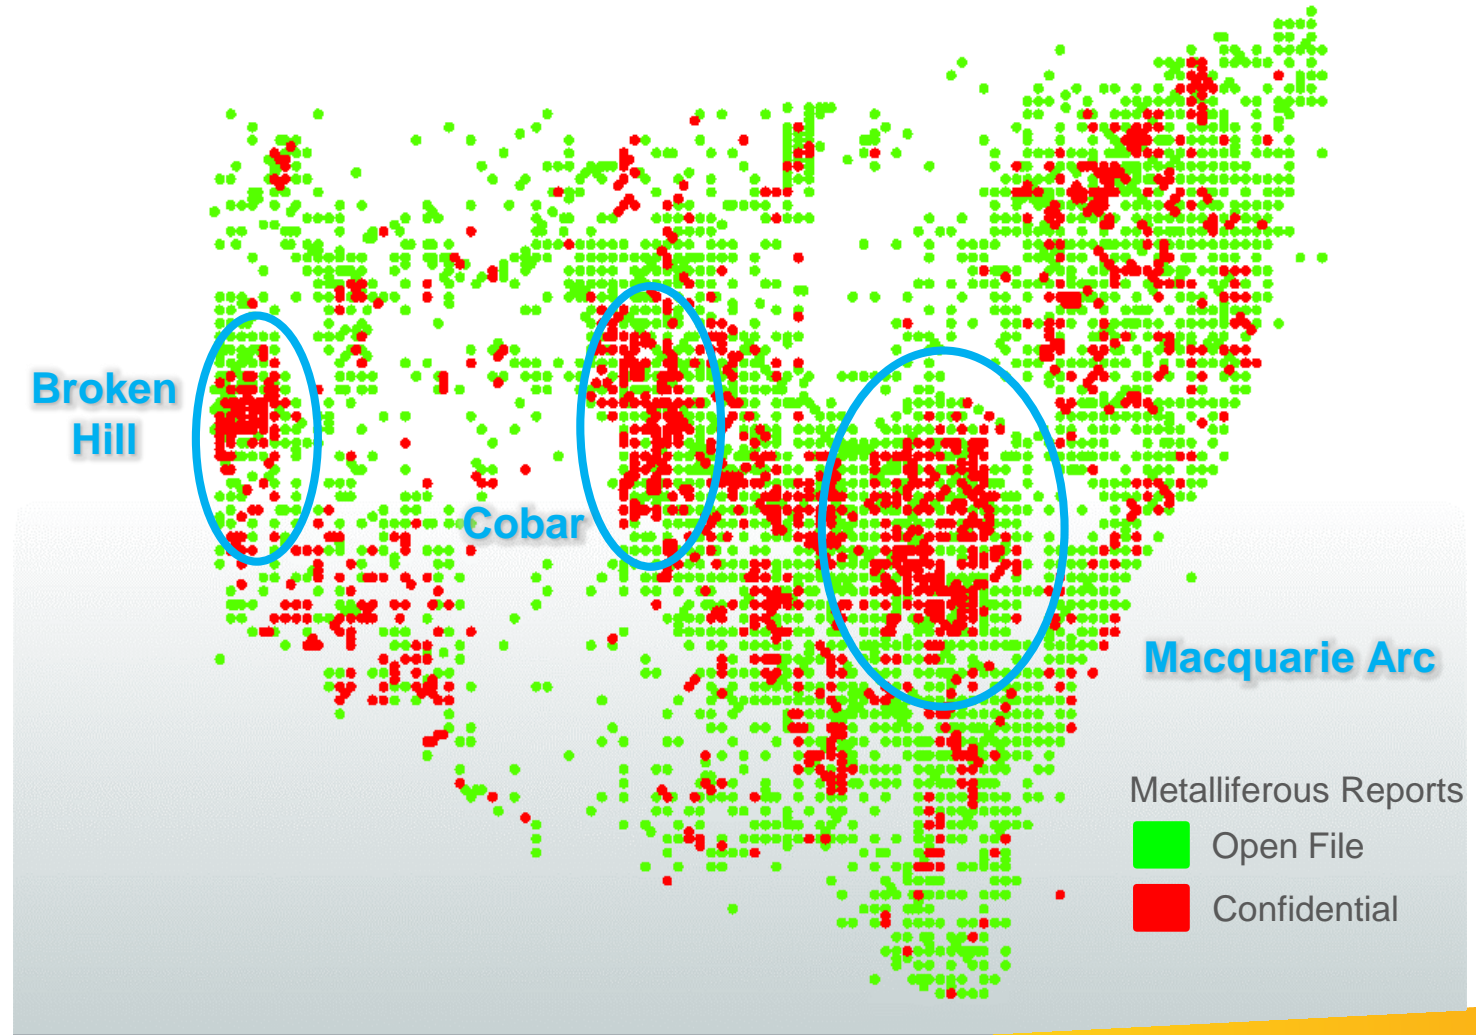 Broken
Hill
Cobar
Macquarie Arc
Metalliferous Reports
Open File
Confidential